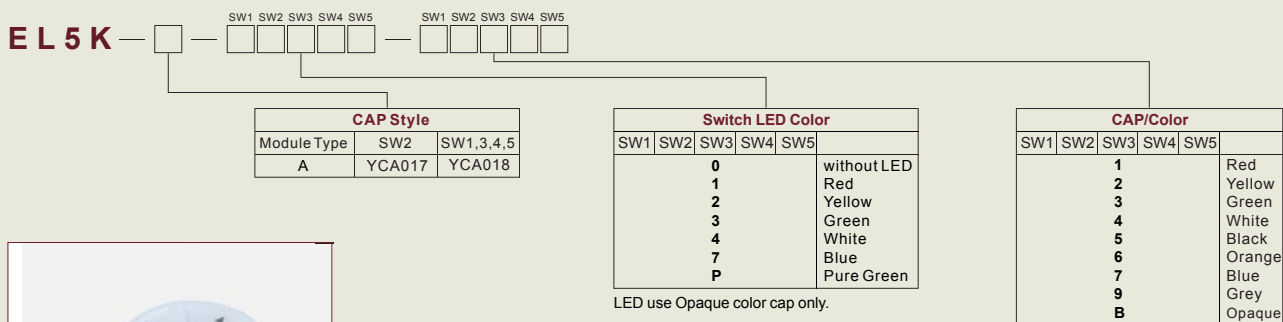 SW1 SW2 SW3 SW4 SW5 SW1 SW2 SW3 SW4 SW5
EL5K — □ — □□□□□ — □□□□□
CAP Style
Module Type SW2 SW1,3,4,5
A YCA017 YCA018
Switch LED Color
SW1 SW2 SW3 SW4 SW5
0 without LED
1 Red
2 Yellow
3 Green
4 White
7 Blue
P Pure Green
LED use Opaque color cap only.
CAP/Color
SW1 SW2 SW3 SW4 SW5
1 Red
2 Yellow
3 Green
4 White
5 Black
6 Orange
7 Blue
9 Grey
B Opaque